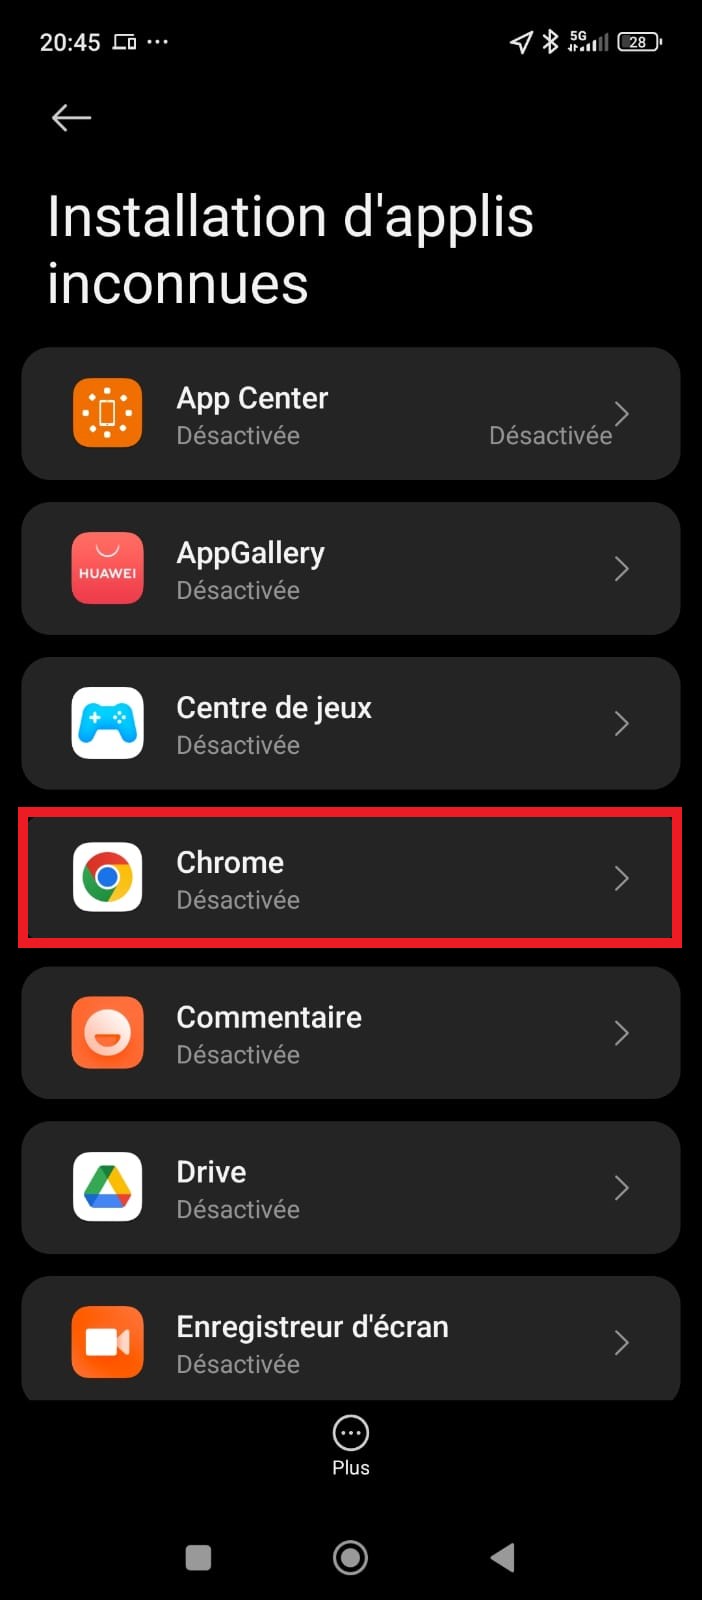 20:45
5G
28
Installation d'applis
inconnues
App Center
Désactivée
Désactivée
HUAWEI
AppGallery
Désactivée
Centre de jeux
Désactivée
Chrome
Désactivée
Commentaire
Désactivée
Drive
Désactivée
Enregistreur d'écran
Désactivée
Plus